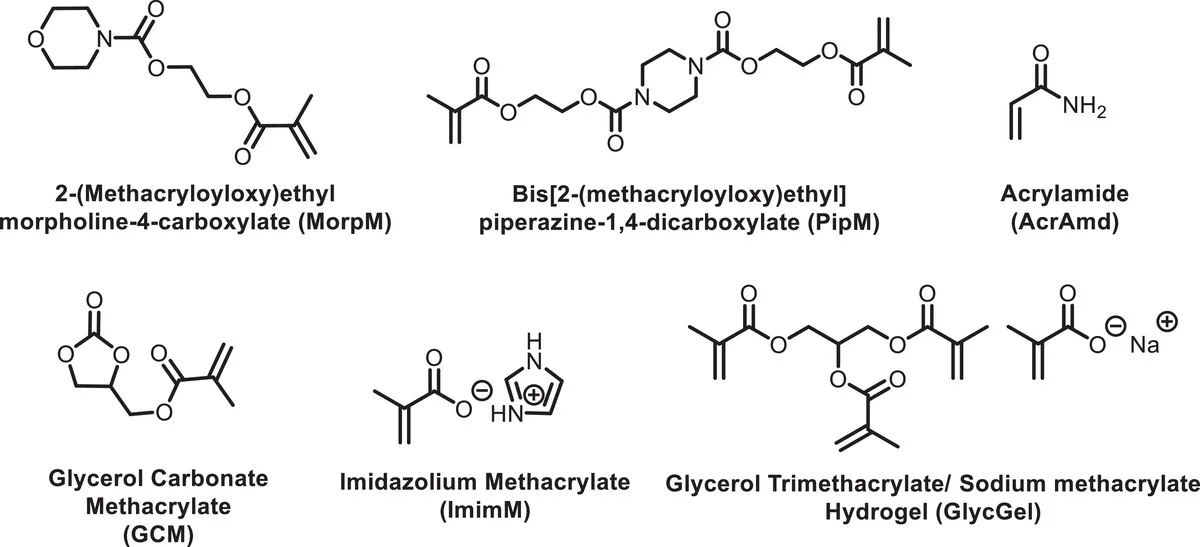 2-(Methacryloyloxy)ethyl
morpholine-4-carboxylate (MorpM)
Bis[2-(methacryloyloxy)ethyl]
piperazine-1,4-dicarboxylate (PipM)
Acrylamide
(AcrAmd)
Glycerol Carbonate
Methacrylate
(GCM)
Imidazolium Methacrylate
(ImimM)
Glycerol Trimethacrylate/ Sodium methacrylate
Hydrogel (GlycGel)
O
N
O
O
O
O
O
O
O
O
N
N
O
O
O
O
O
NH2
O
O
O
O
O
O
O
⊖
H
N
HN
⊕
O
O
O
O
O
O
O
O
⊖
Na
⊕